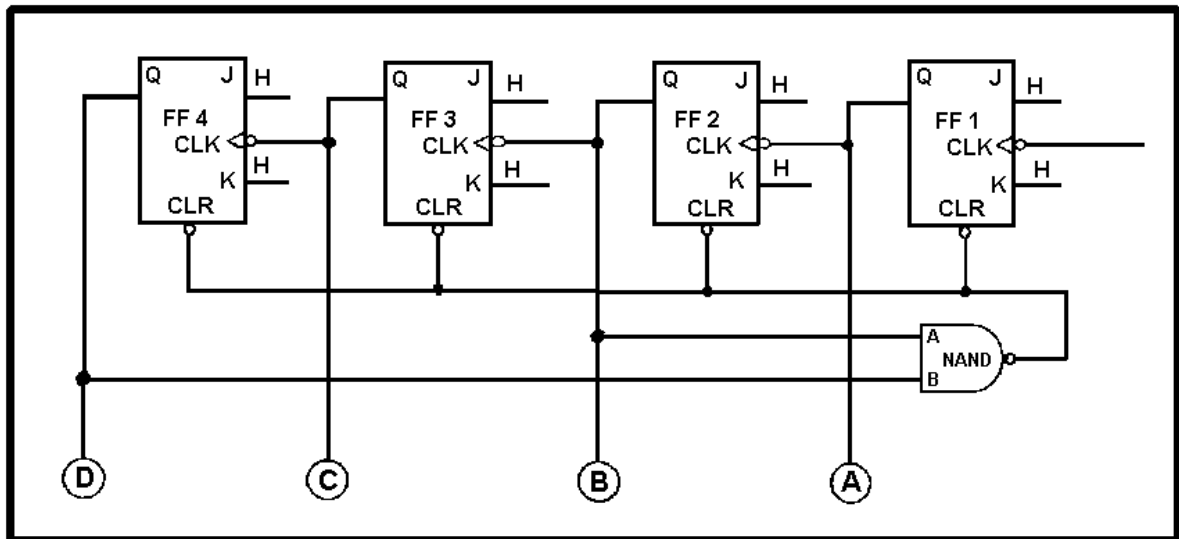 Q J H
FF 4
CLK
H
K
CLR
Q J H
FF 3
CLK
H
K
CLR
Q J H
FF 2
CLK
H
K
CLR
Q J H
FF 1
CLK
H
K
CLR
A
NAND
B
D
C
B
A